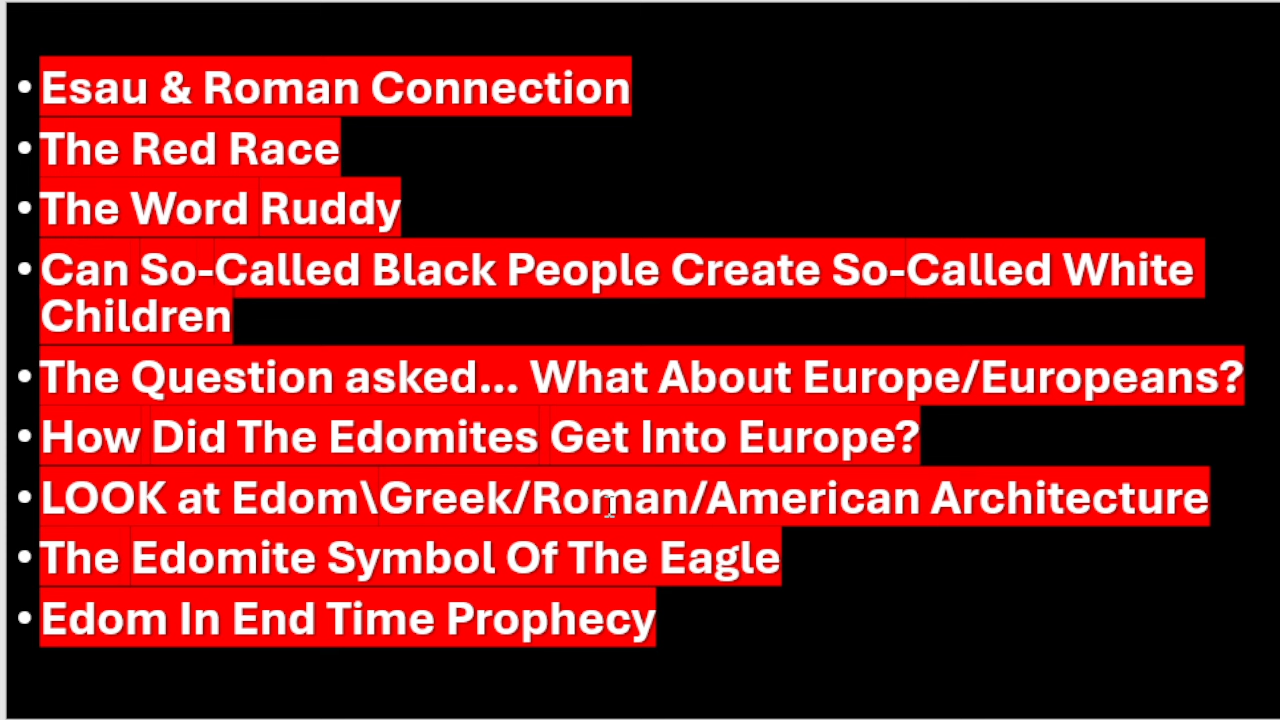 • Esau & Roman Connection
• The Red Race
• The Word Ruddy
• Can So-Called Black People Create So-Called White
Children
• The Question asked... What About Europe/Europeans?
• How Did The Edomites Get Into Europe?
• LOOK at Edom\Greek/Roman/American Architecture
• The Edomite Symbol Of The Eagle
• Edom In End Time Prophecy